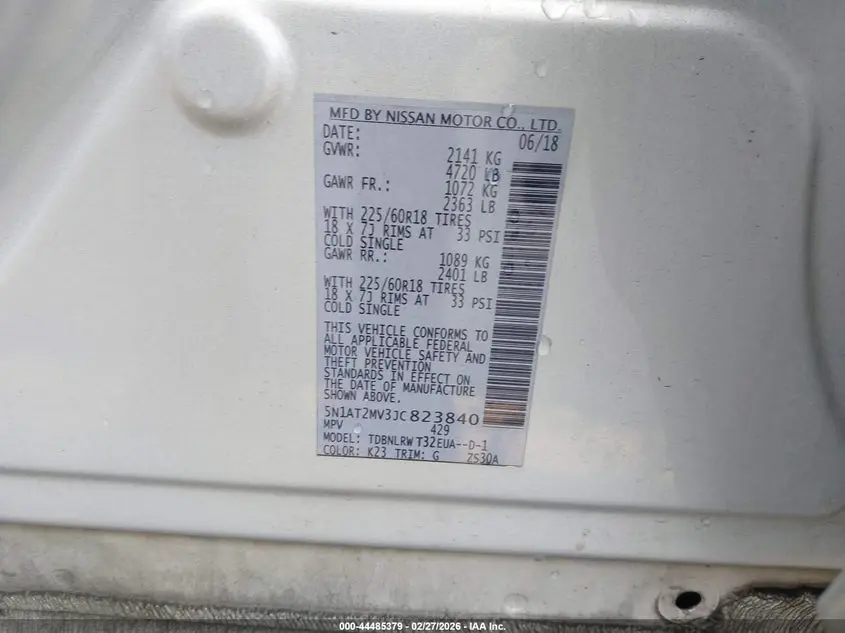 MFD BY NISSAN MOTOR CO., LTD.
DATE: 06/18
GVWR: 2141 KG
4720 LB
GAWR FR.: 1072 KG
2363 LB
WITH 225/60R18 TIRES
18 X 7J RIMS AT 33 PSI
COLD SINGLE
GAWR RR.: 1089 KG
2401 LB
WITH 225/60R18 TIRES
18 X 7J RIMS AT 33 PSI
COLD SINGLE
THIS VEHICLE CONFORMS TO
ALL APPLICABLE FEDERAL
MOTOR VEHICLE SAFETY AND
THEFT PREVENTION
STANDARDS IN EFFECT ON
THE DATE OF MANUFACTURE
SHOWN ABOVE.
5N1AT2MV3JC823840
MPV 429
MODEL: TDBNLRW T32EUA--D-1
COLOR: K23 TRIM: G ZS30A
000-44485379 — 02/27/2026 — IAA Inc.